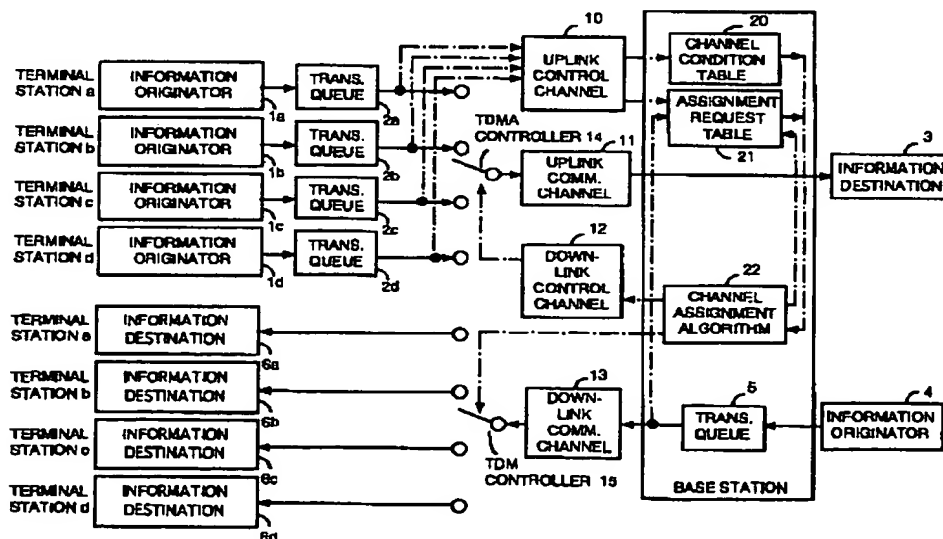 10
20
TERMINAL
STATION a
INFORMATION
ORIGINATOR
1a
TRANS.
QUEUE
2a
UPLINK
CONTROL
CHANNEL
CHANNEL
CONDITION
TABLE
ASSIGNMENT
REQUEST
TABLE
21
TERMINAL
STATION b
INFORMATION
ORIGINATOR
1b
TRANS.
QUEUE
2b
TDMA
CONTROLLER 14
11
UPLINK
COMM.
CHANNEL
3
INFORMATION
DESTINATION
TERMINAL
STATION c
INFORMATION
ORIGINATOR
1c
TRANS.
QUEUE
2c
TERMINAL
STATION d
INFORMATION
ORIGINATOR
1d
TRANS.
QUEUE
2d
12
DOWN-
LINK
CONTROL
CHANNEL
22
CHANNEL
ASSIGNMENT
ALGORITHM
TERMINAL
STATION a
INFORMATION
DESTINATION
6a
TERMINAL
STATION b
INFORMATION
DESTINATION
6b
13
DOWN-
LINK
COMM.
CHANNEL
5
TRANS.
QUEUE
4
INFORMATION
ORIGINATOR
TERMINAL
STATION c
INFORMATION
DESTINATION
6c
TDM
CONTROLLER 15
TERMINAL
STATION d
INFORMATION
DESTINATION
6d
BASE STATION